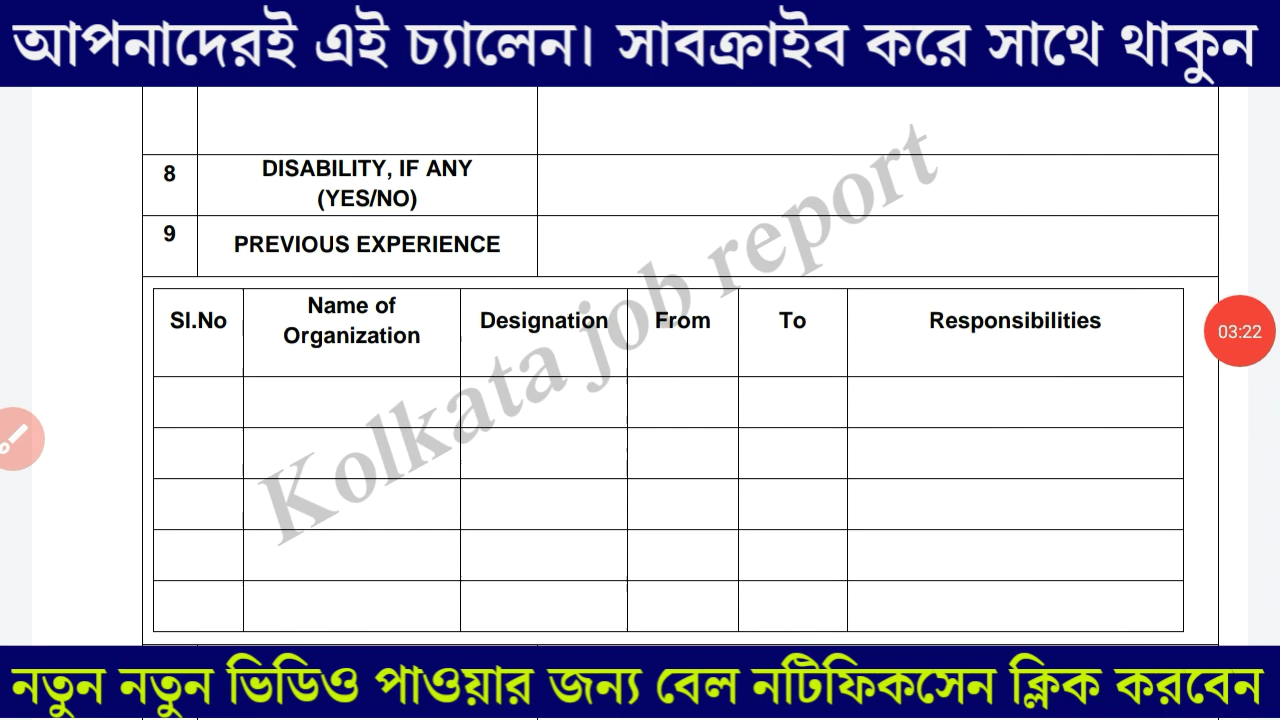 আপনাদেরই এই চ্যালেন। সাবক্রাইব করে সাথে থাকুন
8 DISABILITY, IF ANY
(YES/NO)
9 PREVIOUS EXPERIENCE
Sl.No Name of Organization Designation From To Responsibilities
03:22
Kolkata job report
নতুন নতুন ভিডিও পাওয়ার জন্য বেল নটিফিকসেন ক্লিক করবেন